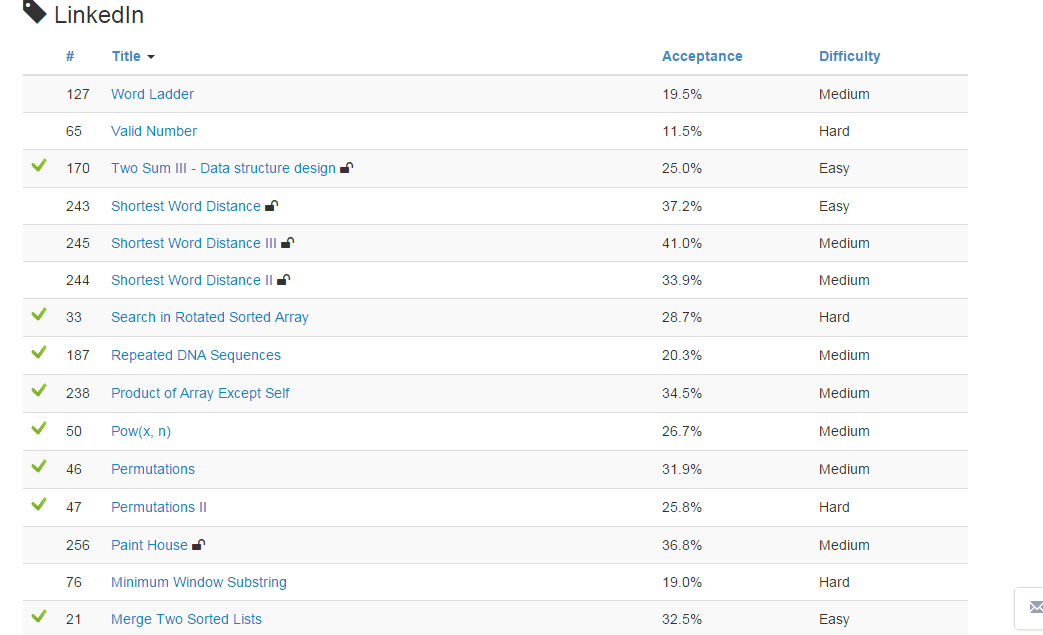 LinkedIn
# Title Acceptance Difficulty
127 Word Ladder 19.5% Medium
65 Valid Number 11.5% Hard
170 Two Sum III - Data structure design 25.0% Easy
243 Shortest Word Distance 37.2% Easy
245 Shortest Word Distance III 41.0% Medium
244 Shortest Word Distance II 33.9% Medium
33 Search in Rotated Sorted Array 28.7% Hard
187 Repeated DNA Sequences 20.3% Medium
238 Product of Array Except Self 34.5% Medium
50 Pow(x, n) 26.7% Medium
46 Permutations 31.9% Medium
47 Permutations II 25.8% Hard
256 Paint House 36.8% Medium
76 Minimum Window Substring 19.0% Hard
21 Merge Two Sorted Lists 32.5% Easy